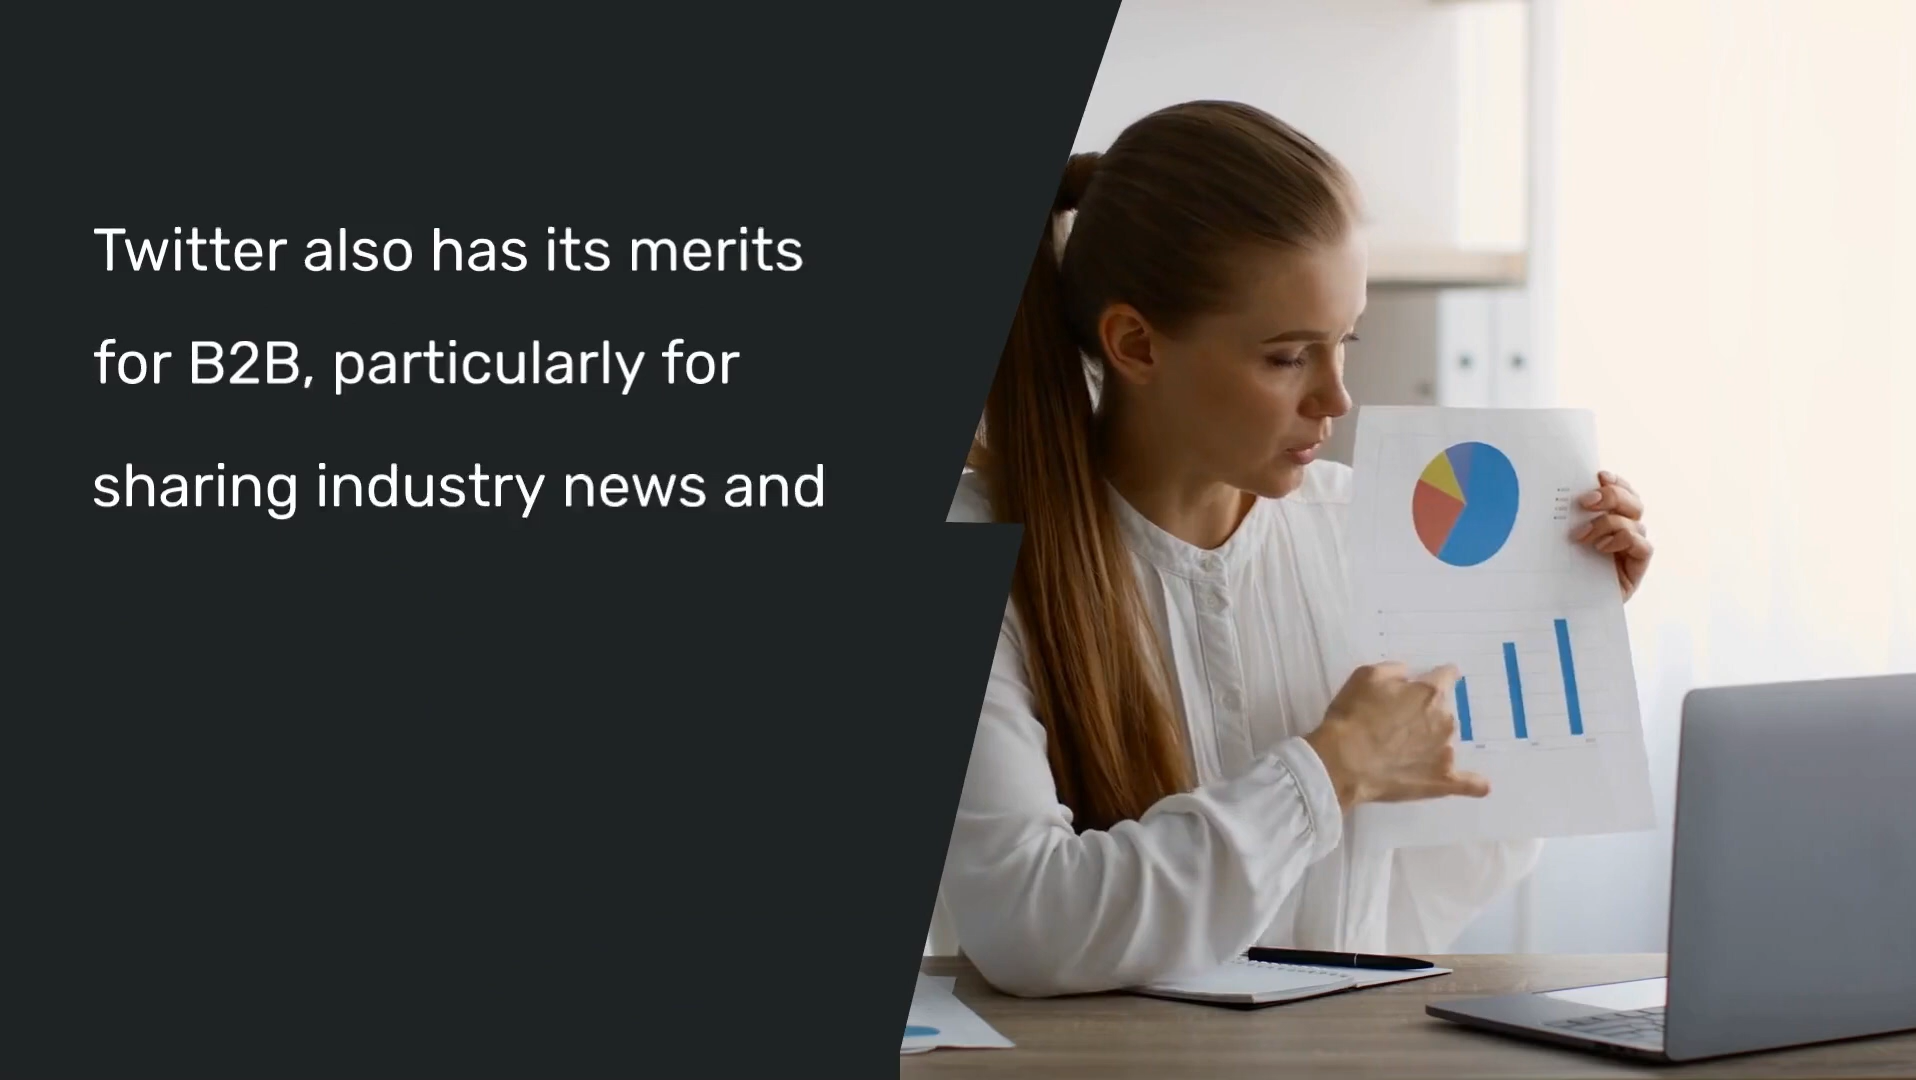 Twitter also has its merits
for B2B, particularly for
sharing industry news and